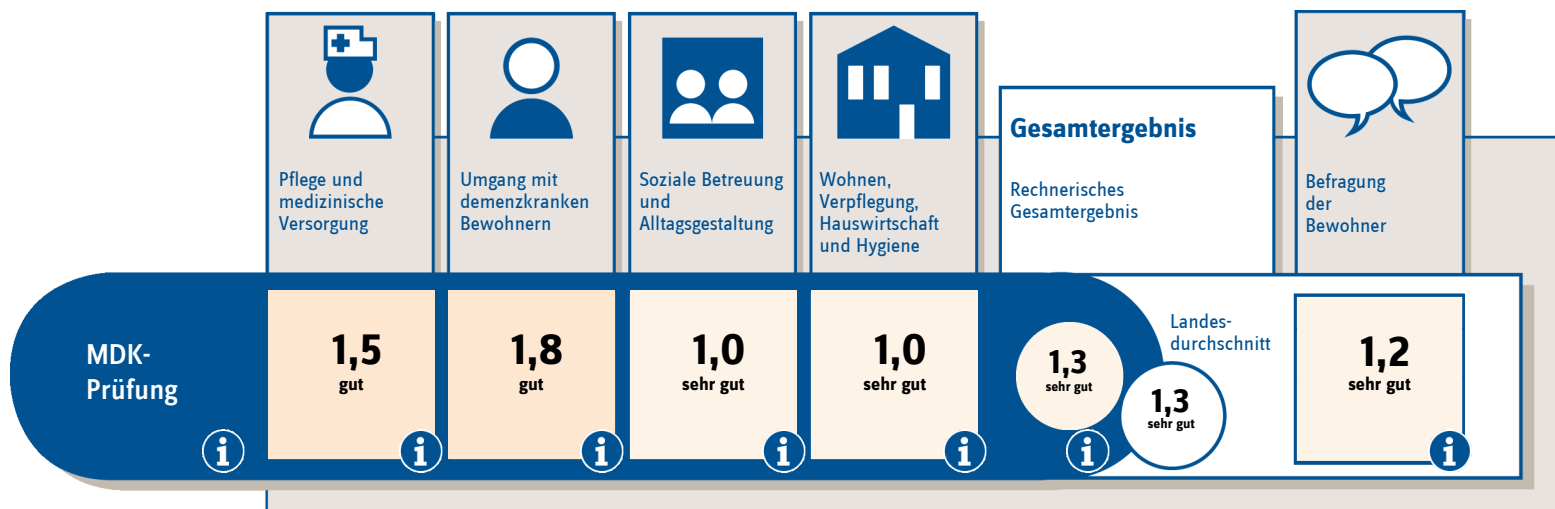 Pflege und
medizinische
Versorgung
Umgang mit
demenzkranken
Bewohnern
Soziale Betreuung
und
Alltagsgestaltung
Wohnen,
Verpflegung,
Hauswirtschaft
und Hygiene
Gesamtergebnis
Rechnerisches
Gesamtergebnis
Befragung
der
Bewohner
MDK-
Prüfung
i
1,5
gut
i
1,8
gut
i
1,0
sehr gut
i
1,0
sehr gut
i
1,3
sehr gut
i
Landes-
durchschnitt
1,3
sehr gut
1,2
sehr gut
i